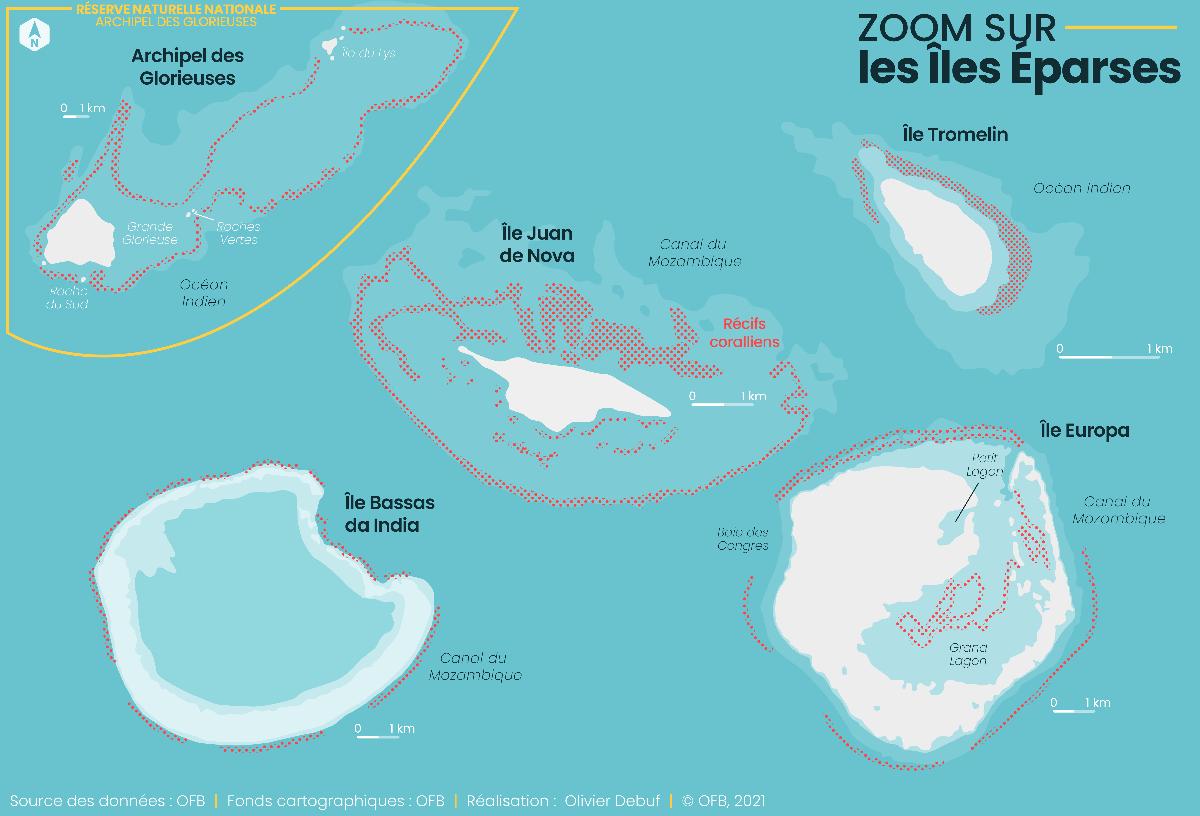 RÉSERVE NATURELLE NATIONALE
ARCHIPEL DES GLORIEUSES
N
Archipel des
Glorieuses
0 1 km
Île du Lys
Grande
Glorieuse
Roches
Vertes
Roche
du Sud
Océan
Indien
ZOOM SUR
les Îles Éparses
Île Tromelin
Océan Indien
0 1 km
Île Juan
de Nova
Canal du
Mozambique
Récifs
coralliens
0 1 km
Île Bassas
da India
Canal du
Mozambique
0 1 km
Île Europa
Petit
Lagon
Canal du
Mozambique
Baie des
Congres
Grand
Lagon
0 1 km
Source des données : OFB | Fonds cartographiques : OFB | Réalisation : Olivier Debuf | © OFB, 2021